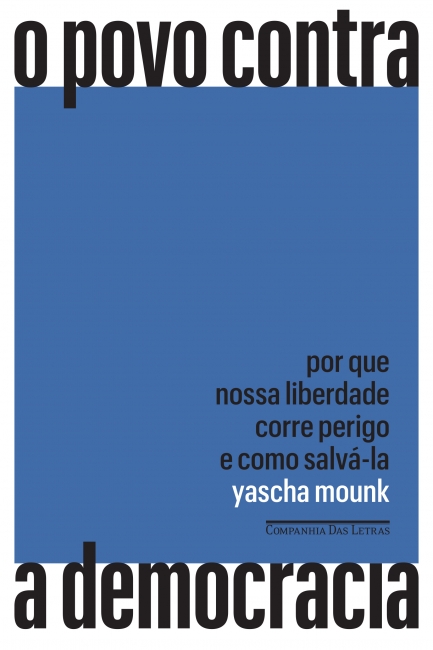 o povo contra
por que
nossa liberdade
corre perigo
e como salvá-la
yascha mounk
Companhia Das Letras
a democracia